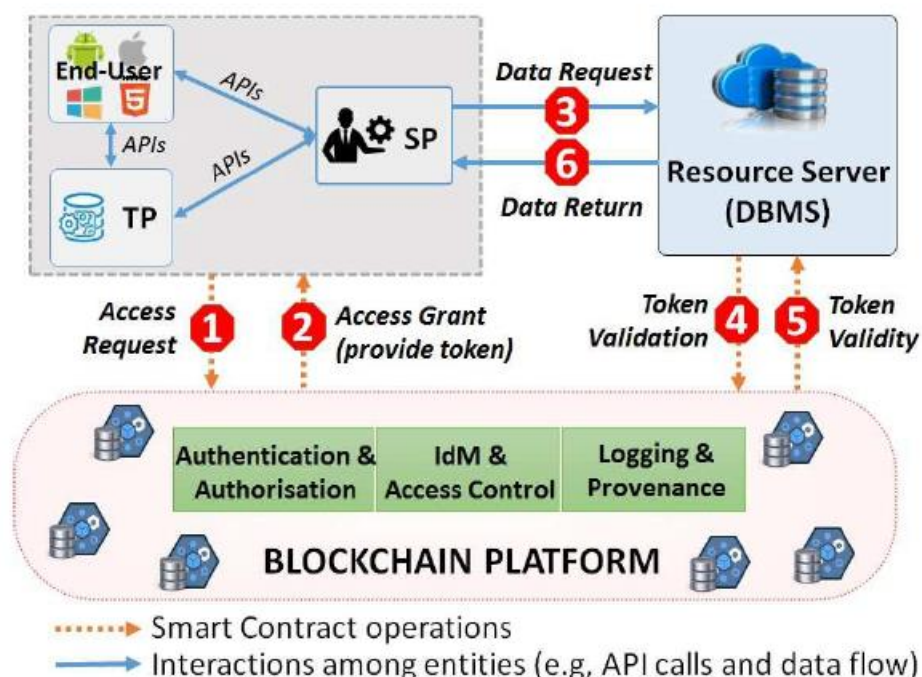 End-User
APIs
APIs
APIs
TP
SP
Data Request
3
6
Data Return
Resource Server
(DBMS)
Access
Request
1
2
Access Grant
(provide token)
Token
Validation
4
5
Token
Validity
Authentication &
Authorisation
IdM &
Access Control
Logging &
Provenance
BLOCKCHAIN PLATFORM
Smart Contract operations
Interactions among entities (e.g, API calls and data flow)